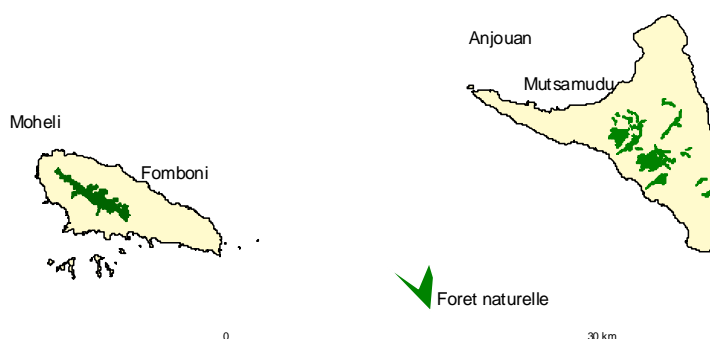 Anjouan
Mutsamudu
Moheli
Fomboni
Foret naturelle
0 30 km